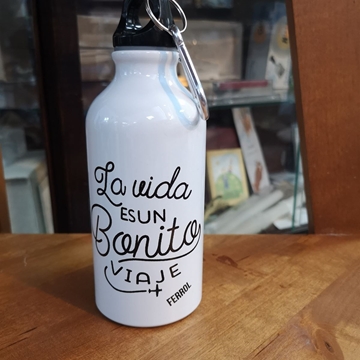 La vida
ES UN
Bonito
VIAJE
FERROL